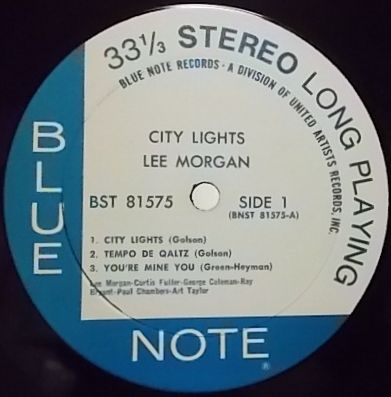 33 1/3 STEREO LONG PLAYING
BLUE NOTE RECORDS · A DIVISION OF UNITED ARTISTS RECORDS, INC.
CITY LIGHTS
LEE MORGAN
BST 81575 SIDE 1
(BNST 81575-A)
1. CITY LIGHTS (Golson)
2. TEMPO DE QALTZ (Golson)
3. YOU'RE MINE YOU (Green-Heyman)
Lee Morgan-Curtis Fuller-George Coleman-Ray
Bryant-Paul Chambers-Art Taylor
BLUE
NOTE ®